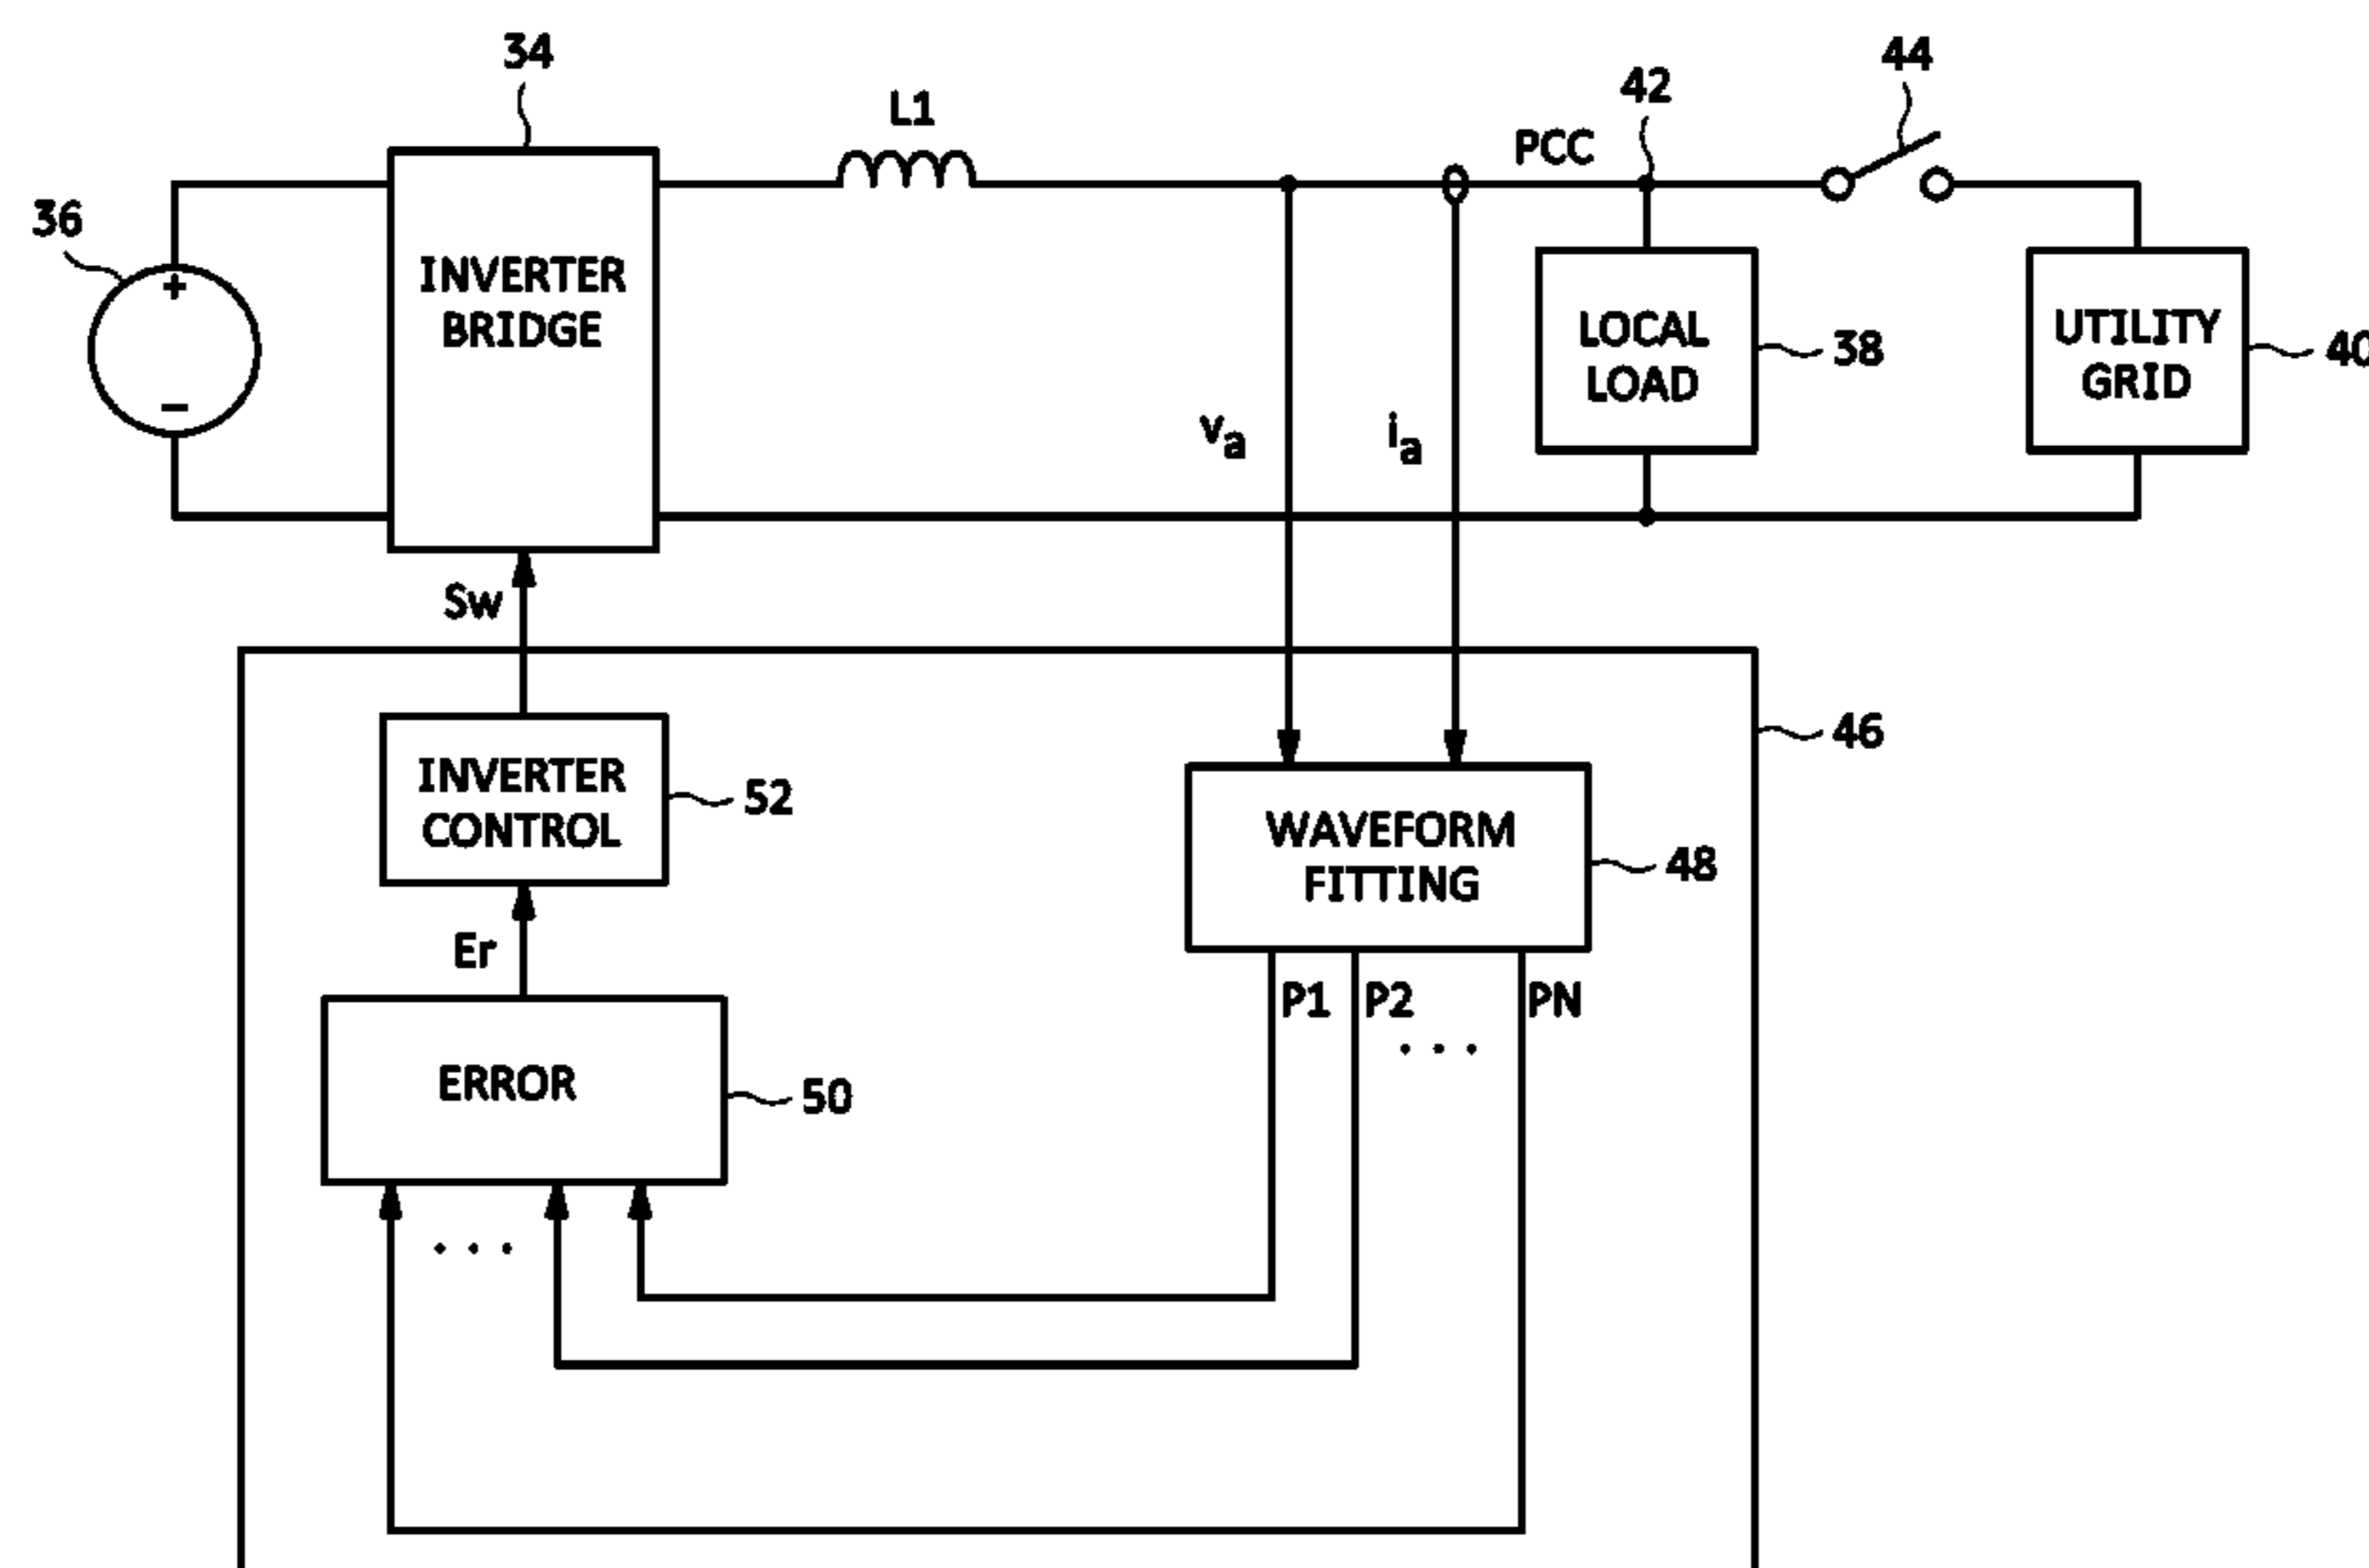 34
L1
42
44
PCC
36
INVERTER
BRIDGE
+
−
LOCAL
LOAD
38
UTILITY
GRID
40
va
ia
Sw
46
INVERTER
CONTROL
52
WAVEFORM
FITTING
48
Er
P1
P2
. . .
PN
ERROR
50
. . .